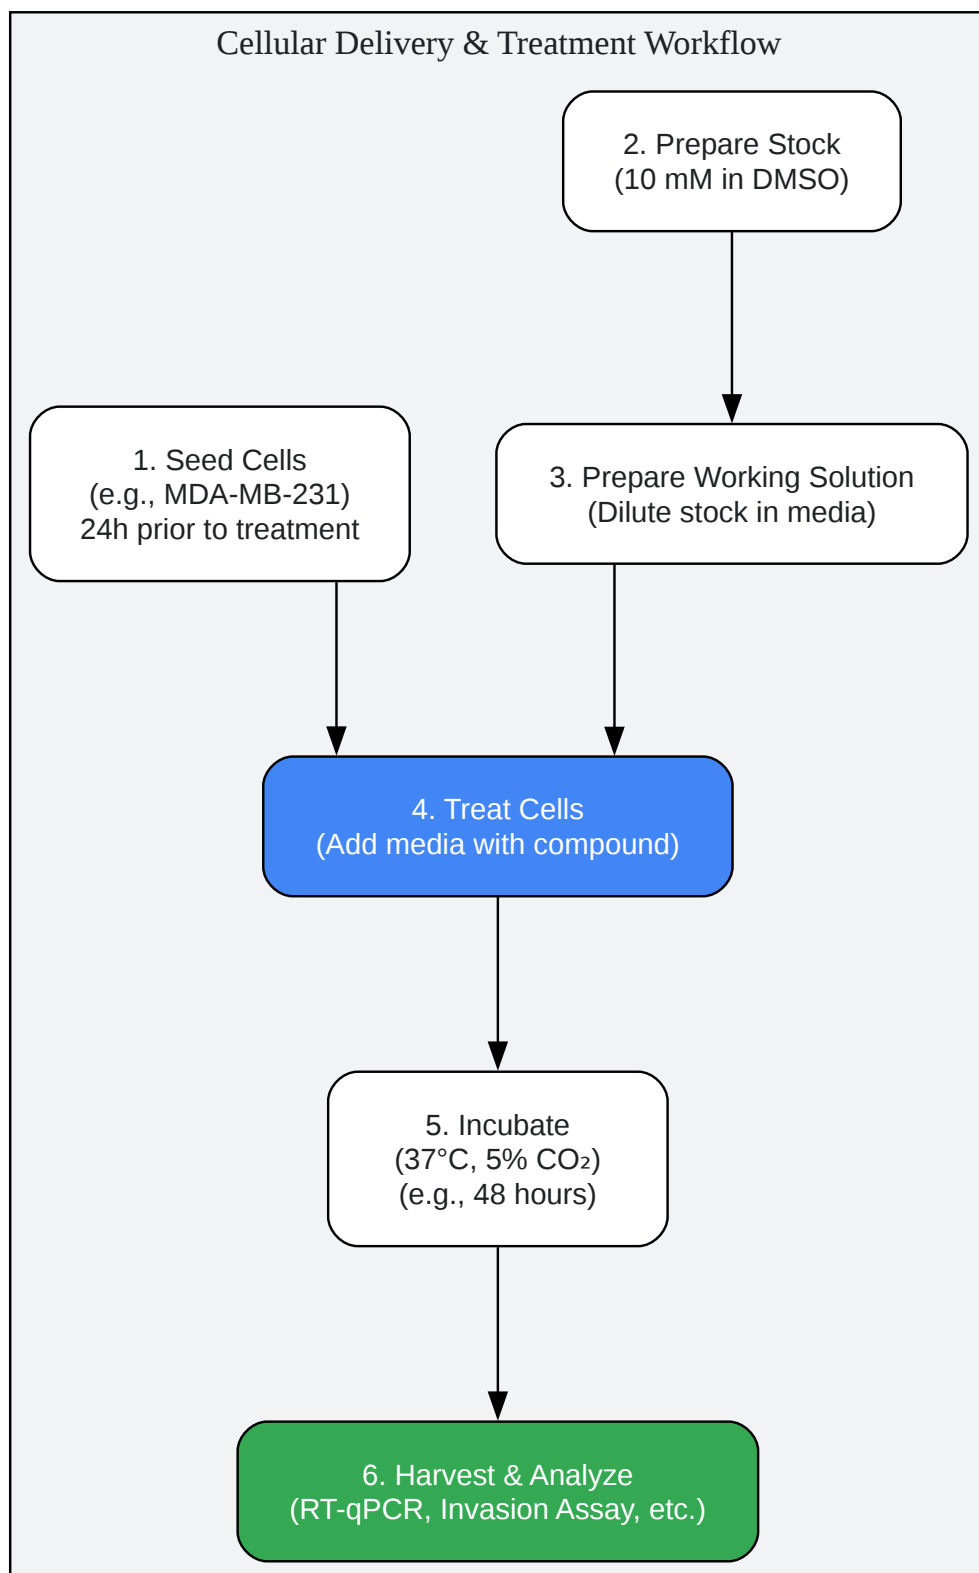 Cellular Delivery & Treatment Workflow
2. Prepare Stock
(10 mM in DMSO)
1. Seed Cells
(e.g., MDA-MB-231)
24h prior to treatment
3. Prepare Working Solution
(Dilute stock in media)
4. Treat Cells
(Add media with compound)
5. Incubate
(37°C, 5% CO₂)
(e.g., 48 hours)
6. Harvest & Analyze
(RT-qPCR, Invasion Assay, etc.)